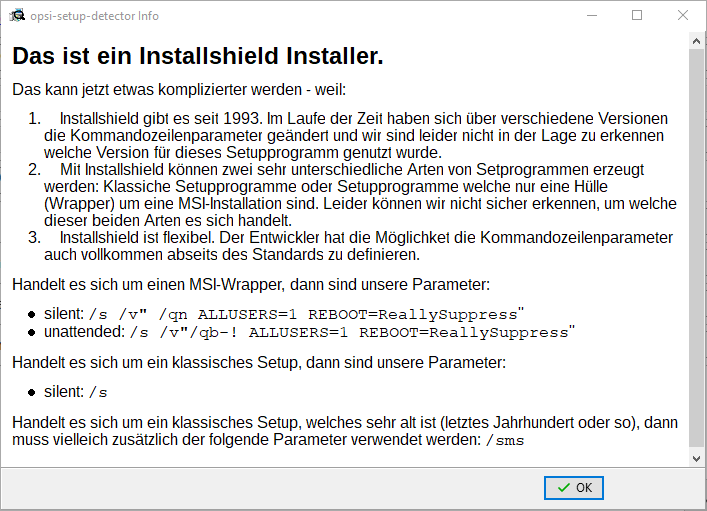 opsi-setup-detector Info
Das ist ein Installshield Installer.
Das kann jetzt etwas komplizierter werden - weil:
1. Installshield gibt es seit 1993. Im Laufe der Zeit haben sich über verschiedene Versionen
die Kommandozeilenparameter geändert und wir sind leider nicht in der Lage zu erkennen
welche Version für dieses Setupprogramm genutzt wurde.
2. Mit Installshield können zwei sehr unterschiedliche Arten von Setprogrammen erzeugt
werden: Klassiche Setupprogramme oder Setupprogramme welche nur eine Hülle
(Wrapper) um eine MSI-Installation sind. Leider können wir nicht sicher erkennen, um welche
dieser beiden Arten es sich handelt.
3. Installshield ist flexibel. Der Entwickler hat die Möglichket die Kommandozeilenparameter
auch vollkommen abseits des Standards zu definieren.
Handelt es sich um einen MSI-Wrapper, dann sind unsere Parameter:
silent: /s /v" /qn ALLUSERS=1 REBOOT=ReallySuppress"
unattended: /s /v"/qb-! ALLUSERS=1 REBOOT=ReallySuppress"
Handelt es sich um ein klassisches Setup, dann sind unsere Parameter:
silent: /s
Handelt es sich um ein klassisches Setup, welches sehr alt ist (letztes Jahrhundert oder so), dann
muss vielleich zusätzlich der folgende Parameter verwendet werden: /sms
OK